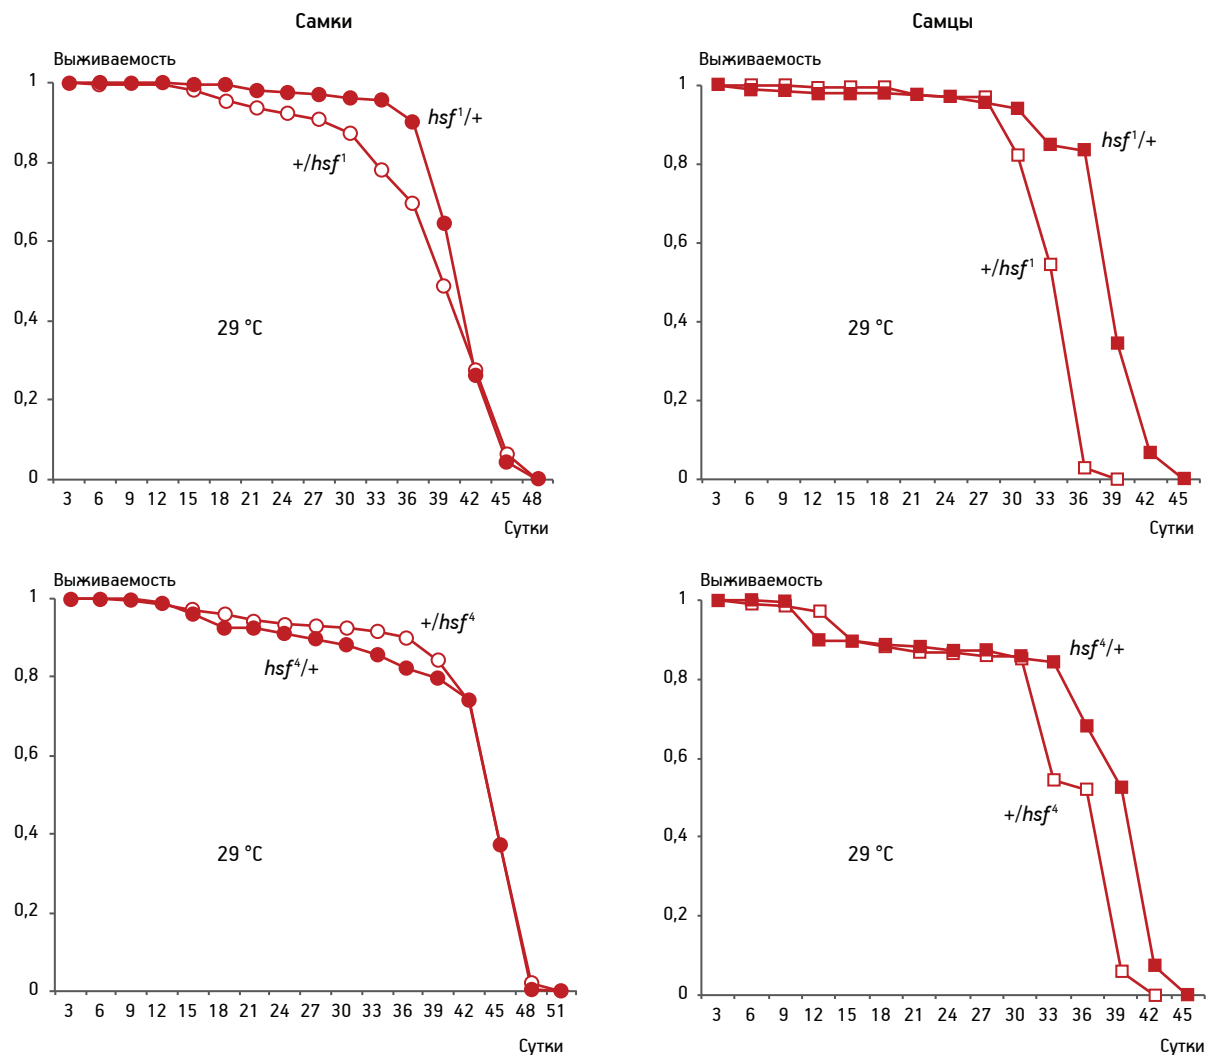 Самки
Выживаемость
1
0,8
0,6
0,4
0,2
0
hsf¹/+
+/hsf¹
29 °C
3 6 9 12 15 18 21 24 27 30 33 36 39 42 45 48
Сутки
Самцы
Выживаемость
1
0,8
0,6
0,4
0,2
0
hsf¹/+
+/hsf¹
29 °C
3 6 9 12 15 18 21 24 27 30 33 36 39 42 45
Сутки
Выживаемость
1
0,8
0,6
0,4
0,2
0
+/hsf⁴
hsf⁴/+
29 °C
3 6 9 12 15 18 21 24 27 30 33 36 39 42 45 48 51
Сутки
Выживаемость
1
0,8
0,6
0,4
0,2
0
hsf⁴/+
+/hsf⁴
29 °C
3 6 9 12 15 18 21 24 27 30 33 36 39 42 45
Сутки